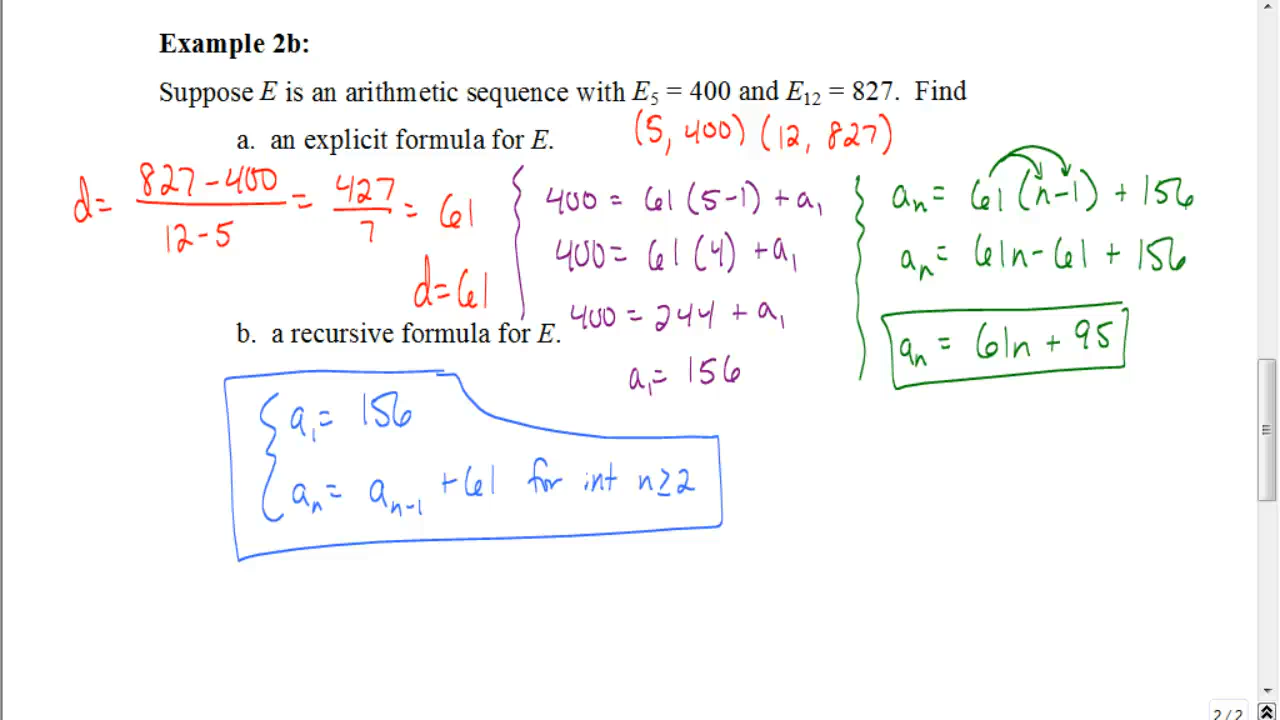 Example 2b:
Suppose E is an arithmetic sequence with E₅ = 400 and E₁₂ = 827. Find
a. an explicit formula for E.
(5, 400) (12, 827)
d = (827 - 400)/(12 - 5) = 427/7 = 61
d = 61
400 = 61(5-1) + a₁
400 = 61(4) + a₁
400 = 244 + a₁
a₁ = 156
aₙ = 61(n-1) + 156
aₙ = 61n - 61 + 156
aₙ = 61n + 95
b. a recursive formula for E.
a₁ = 156
aₙ = aₙ₋₁ + 61 for int n ≥ 2
2/2